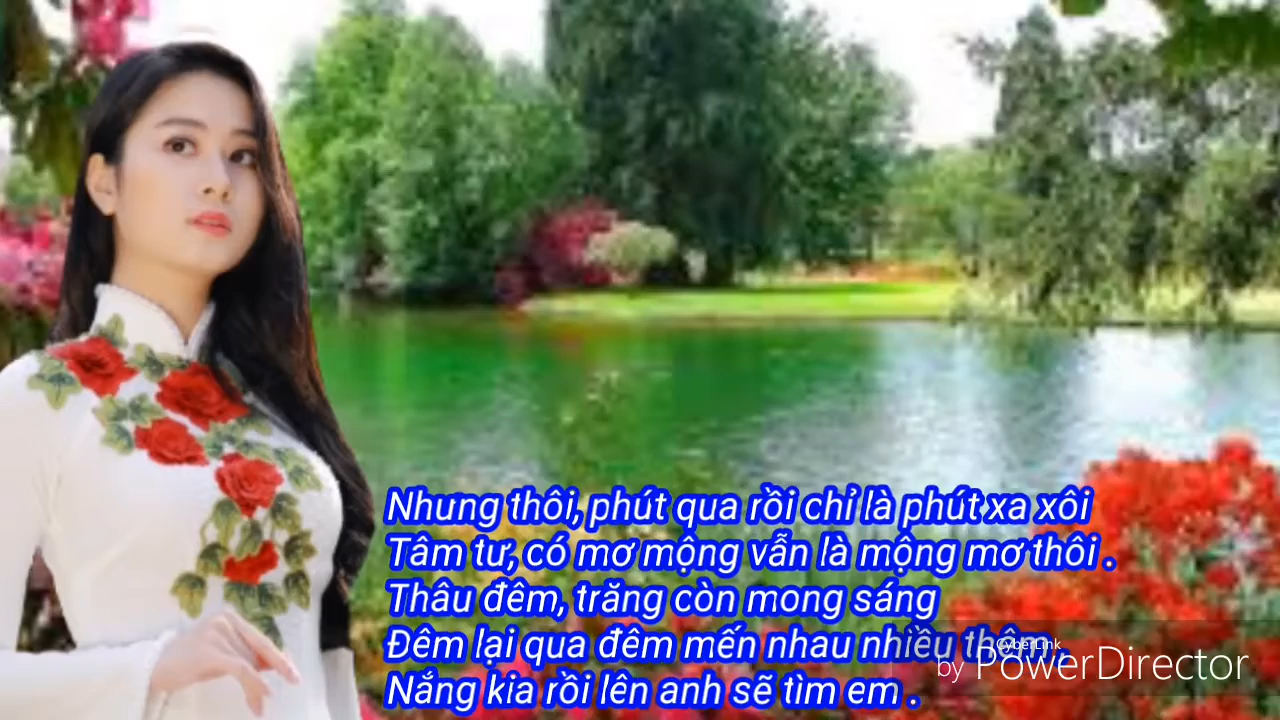 Nhưng thôi, phút qua rồi chỉ là phút xa xôi
Tâm tư, có mơ mộng vẫn là mộng mơ thôi .
Thâu đêm, trăng còn mong sáng
Đêm lại qua đêm mến nhau nhiều thêm,
Nắng kia rồi lên anh sẽ tìm em .
CyberLink
by PowerDirector